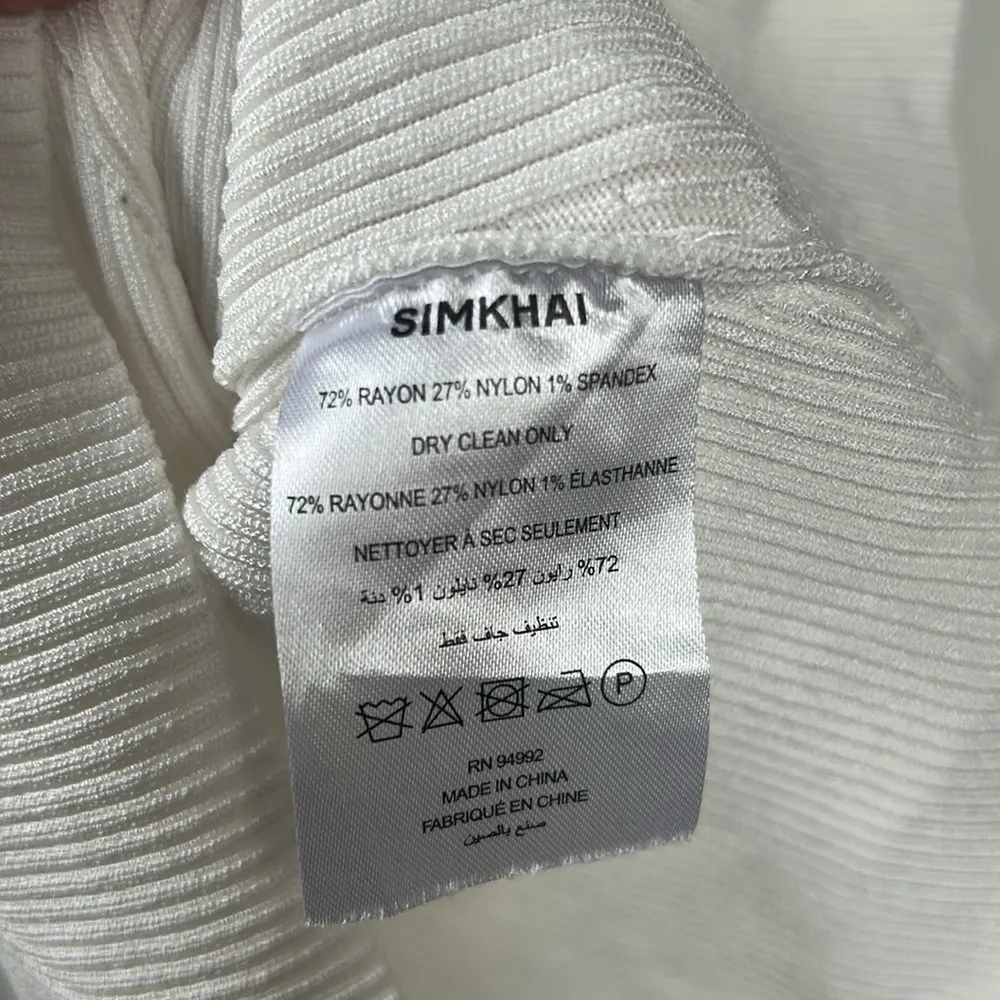 SIMKHAI
72% RAYON 27% NYLON 1% SPANDEX
DRY CLEAN ONLY
72% RAYONNE 27% NYLON 1% ÉLASTHANNE
NETTOYER À SEC SEULEMENT
72% رايون 27% نايلون 1%
تنظيف جاف فقط
P
RN 94992
MADE IN CHINA
FABRIQUÉ EN CHINE
صنع بالصين